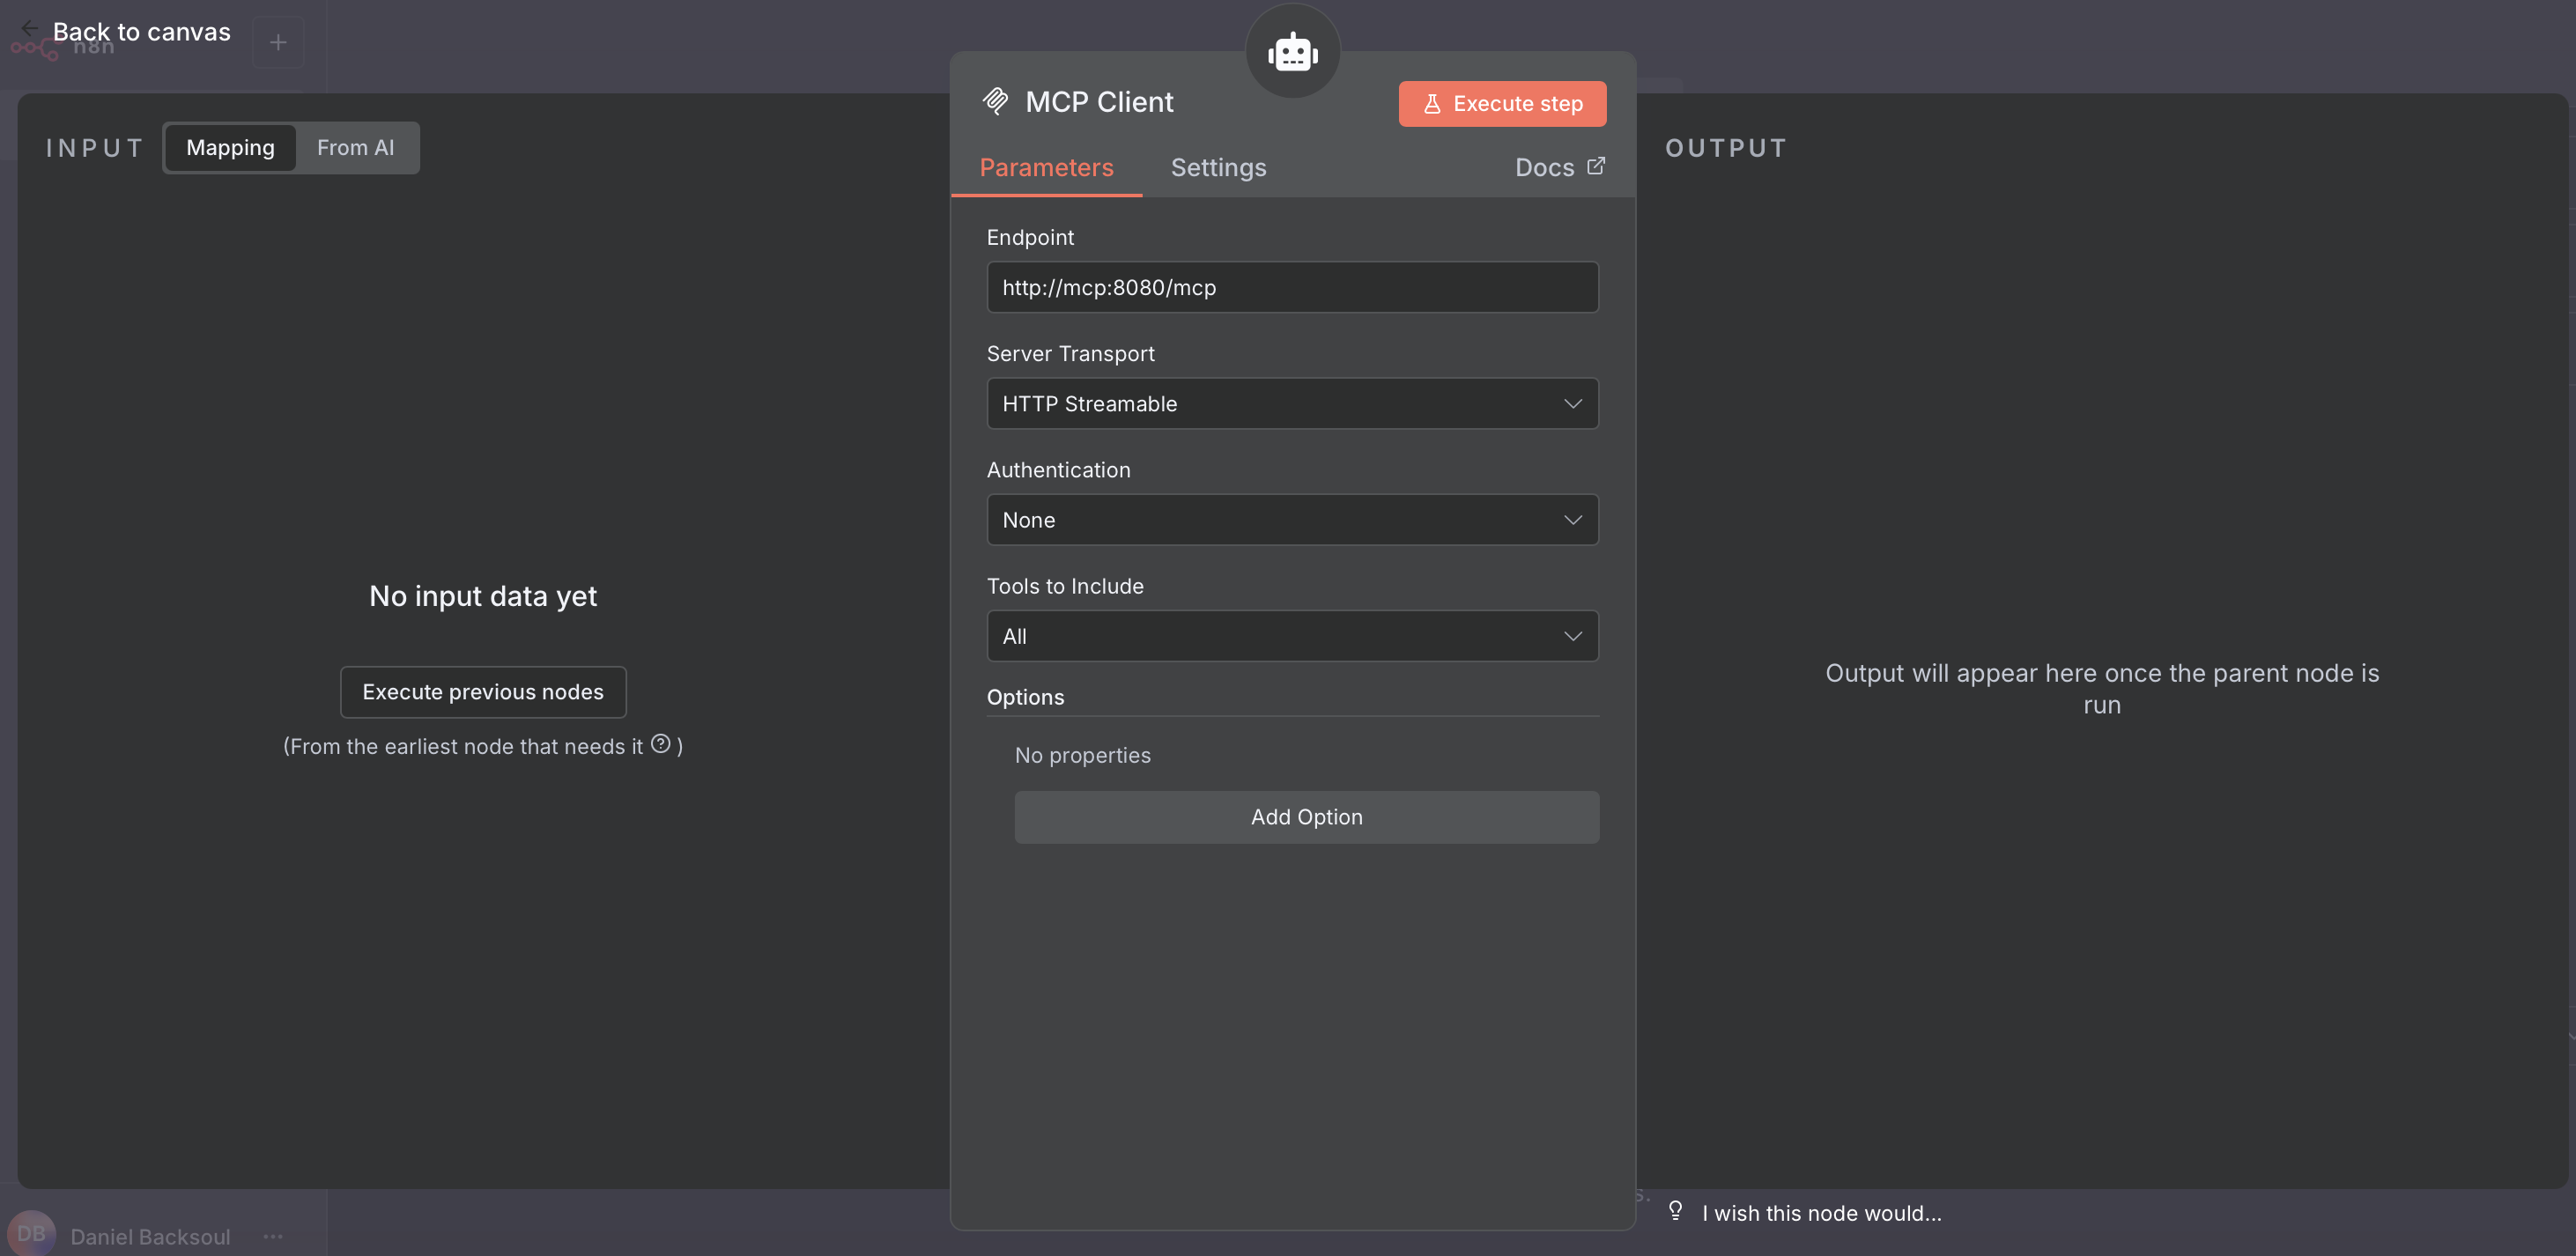 Back to canvas
n8n
INPUT
Mapping
From AI
No input data yet
Execute previous nodes
(From the earliest node that needs it ? )
MCP Client
Execute step
Parameters
Settings
Docs
Endpoint
http://mcp:8080/mcp
Server Transport
HTTP Streamable
Authentication
None
Tools to Include
All
Options
No properties
Add Option
OUTPUT
Output will appear here once the parent node is
run
s.
I wish this node would...
DB
Daniel Backsoul